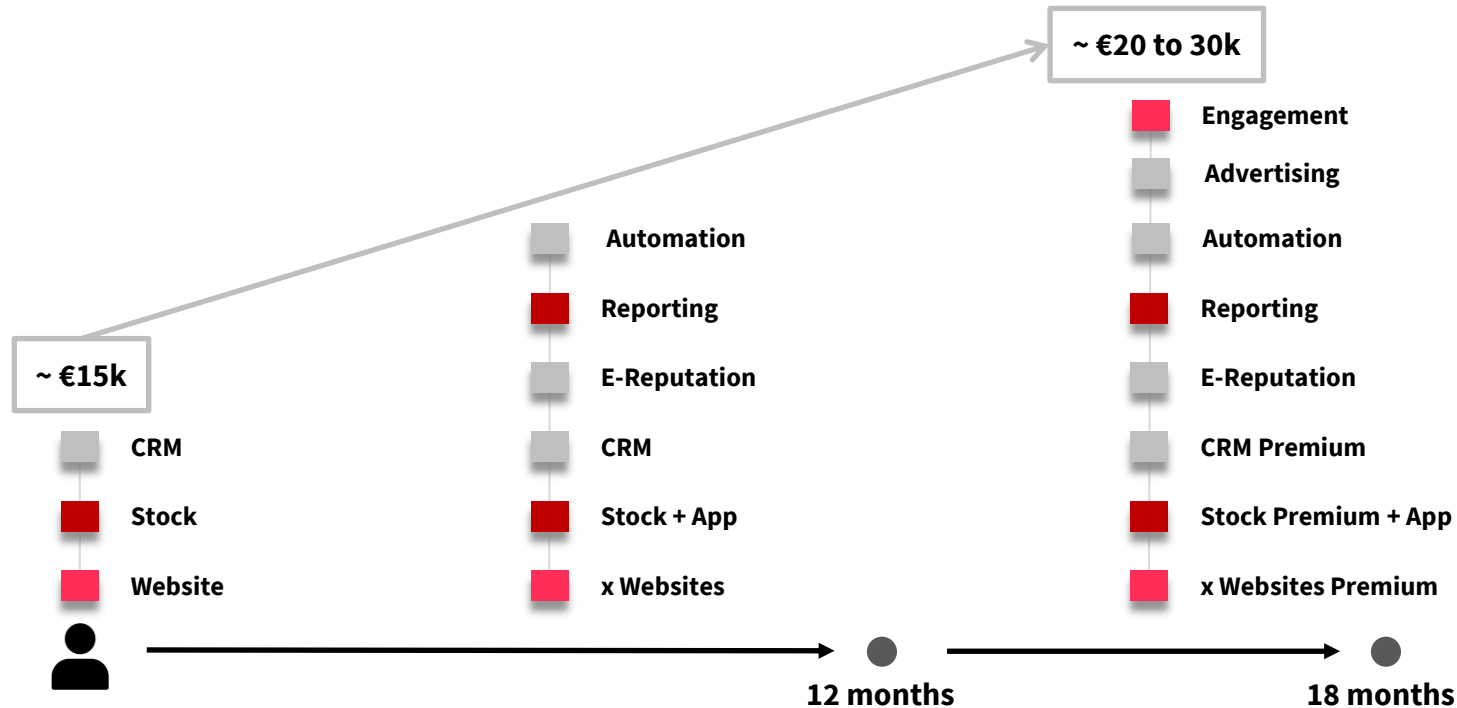 ~ €20 to 30k
Engagement
Advertising
Automation
Reporting
E-Reputation
CRM Premium
Stock Premium + App
x Websites Premium
Automation
Reporting
E-Reputation
CRM
Stock + App
x Websites
~ €15k
CRM
Stock
Website
12 months
18 months